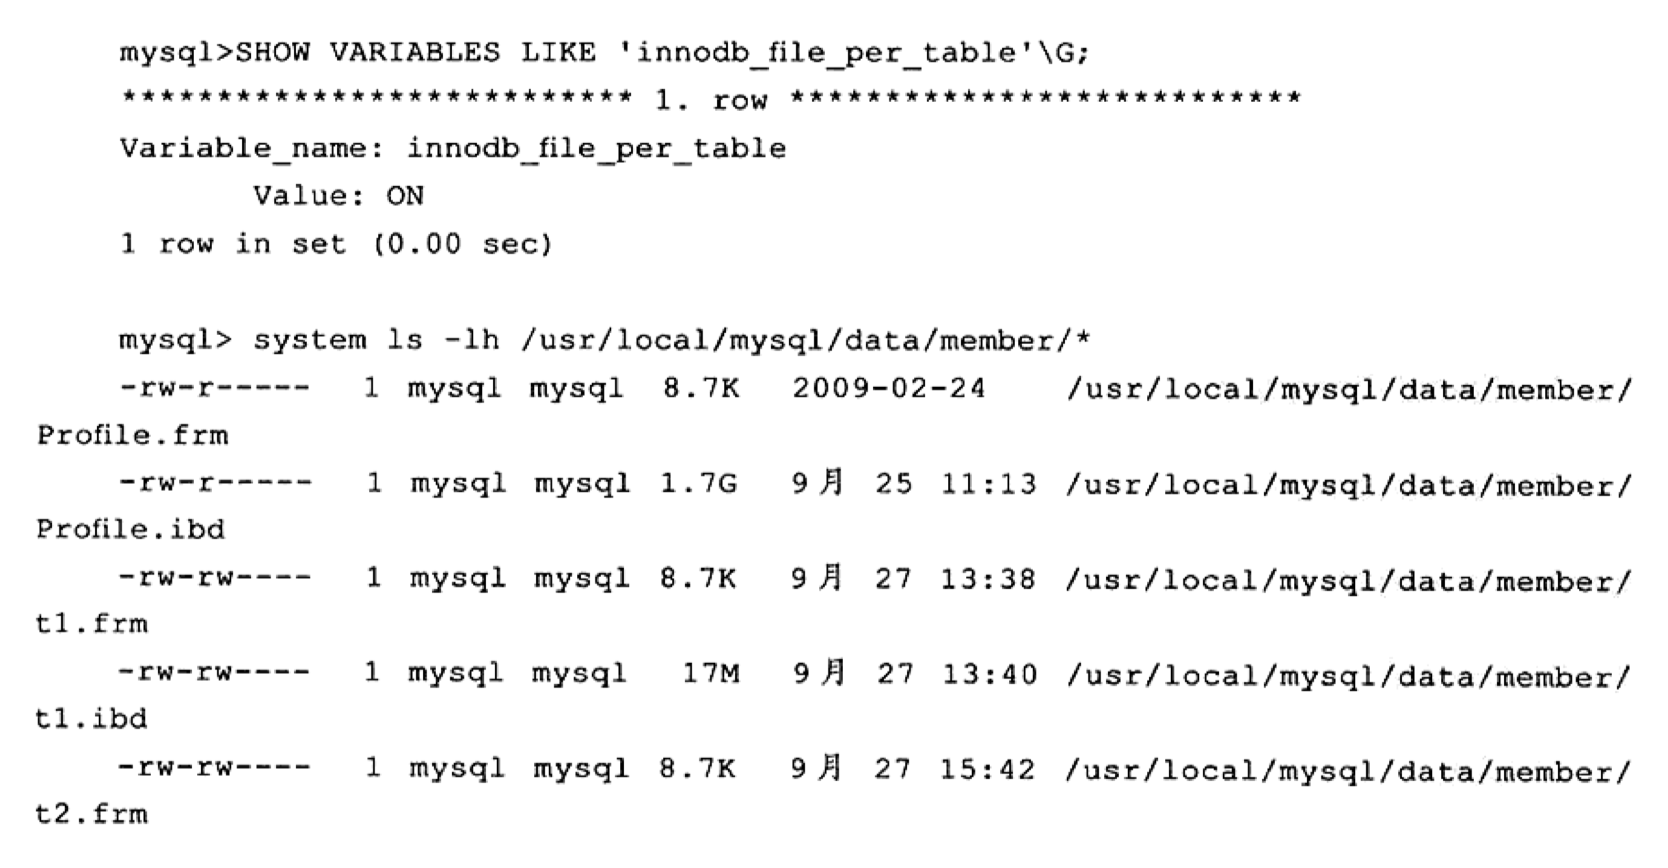 mysql>SHOW VARIABLES LIKE 'innodb_file_per_table'\G;
*************************** 1. row ***************************
Variable_name: innodb_file_per_table
Value: ON
1 row in set (0.00 sec)
mysql> system ls -lh /usr/local/mysql/data/member/*
-rw-r----- 1 mysql mysql 8.7K 2009-02-24 /usr/local/mysql/data/member/
Profile.frm
-rw-r----- 1 mysql mysql 1.7G 9月 25 11:13 /usr/local/mysql/data/member/
Profile.ibd
-rw-rw---- 1 mysql mysql 8.7K 9月 27 13:38 /usr/local/mysql/data/member/
t1.frm
-rw-rw---- 1 mysql mysql 17M 9月 27 13:40 /usr/local/mysql/data/member/
t1.ibd
-rw-rw---- 1 mysql mysql 8.7K 9月 27 15:42 /usr/local/mysql/data/member/
t2.frm